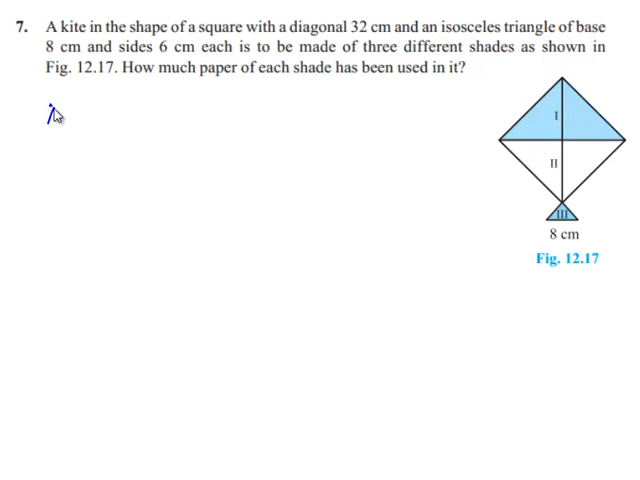 7. A kite in the shape of a square with a diagonal 32 cm and an isosceles triangle of base
8 cm and sides 6 cm each is to be made of three different shades as shown in
Fig. 12.17. How much paper of each shade has been used in it?
I
II
III
8 cm
Fig. 12.17